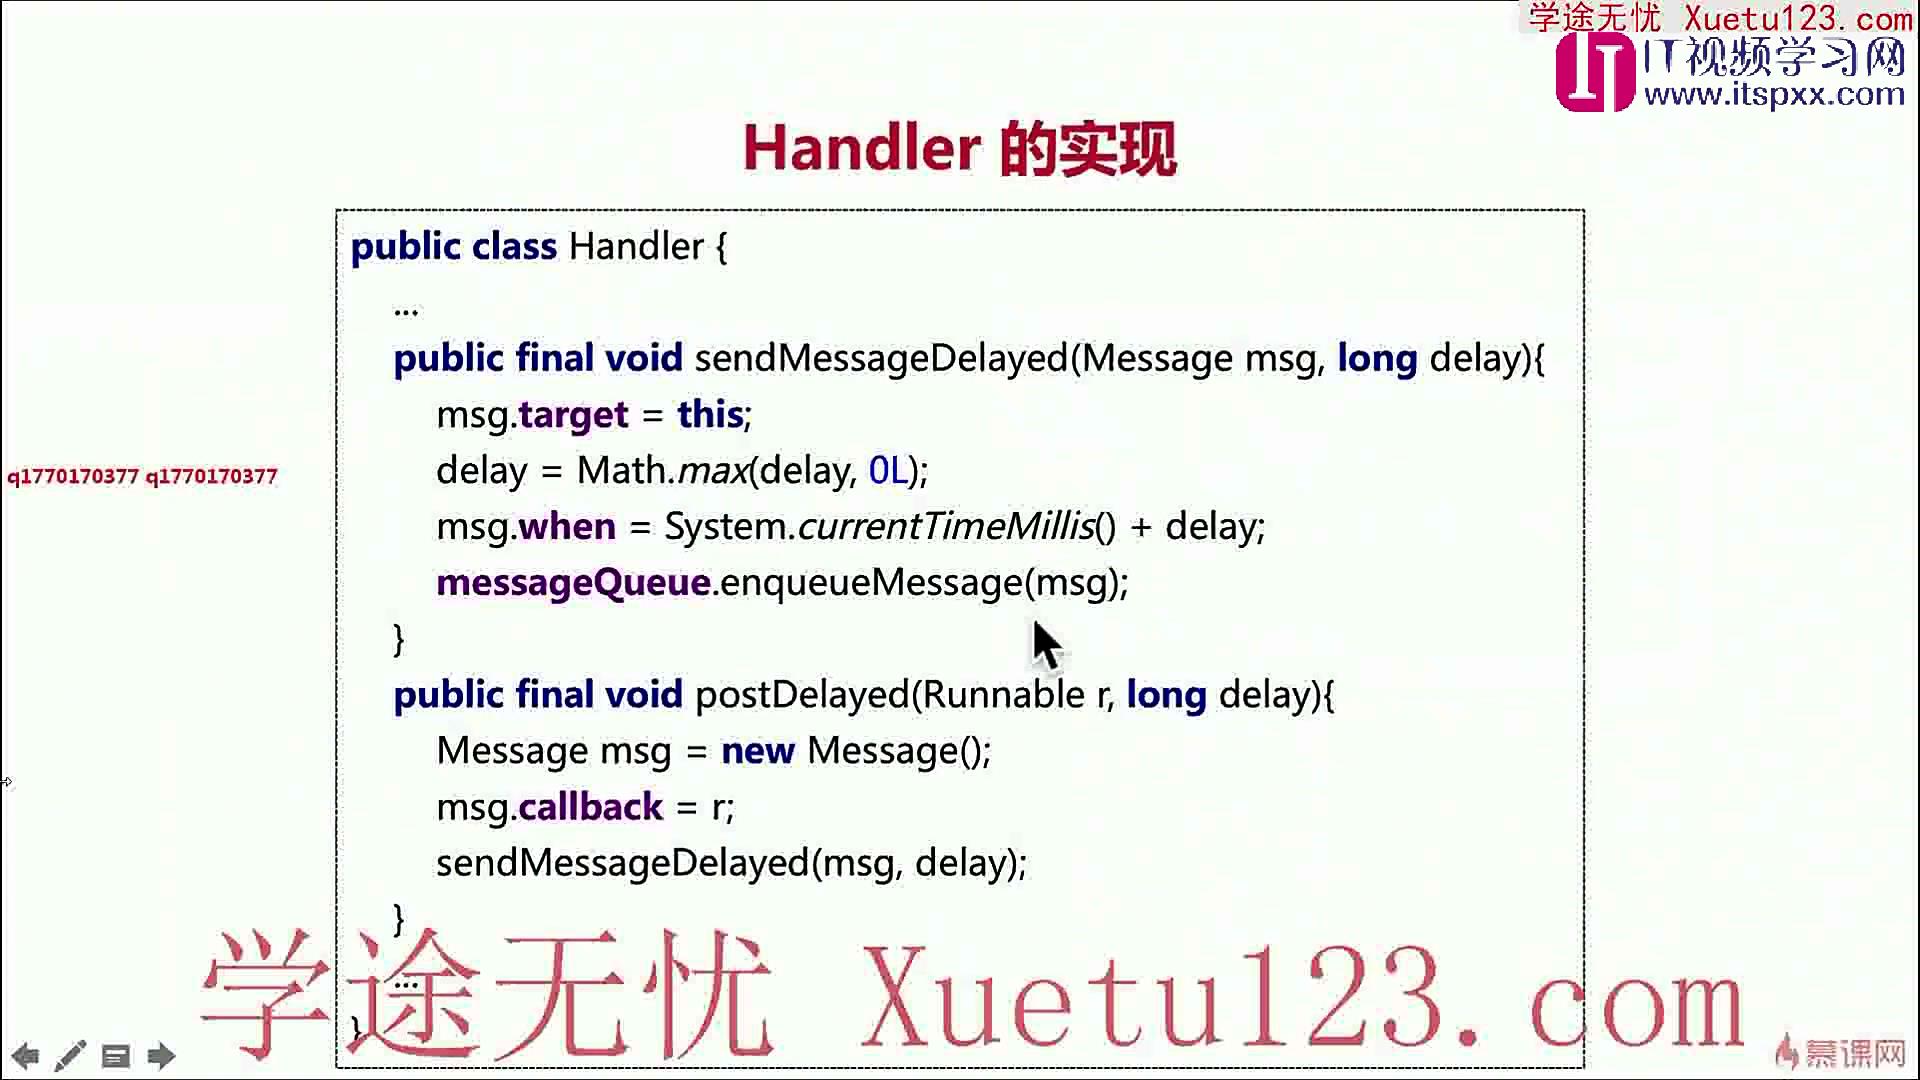 学途无忧 Xuetu123.com
IT视频学习网
www.itspxx.com
Handler 的实现
public class Handler {
...
public final void sendMessageDelayed(Message msg, long delay){
msg.target = this;
delay = Math.max(delay, 0L);
q1770170377 q1770170377
msg.when = System.currentTimeMillis() + delay;
messageQueue.enqueueMessage(msg);
}
public final void postDelayed(Runnable r, long delay){
Message msg = new Message();
msg.callback = r;
sendMessageDelayed(msg, delay);
}
...
}
学途无忧 Xuetu123.com
慕课网